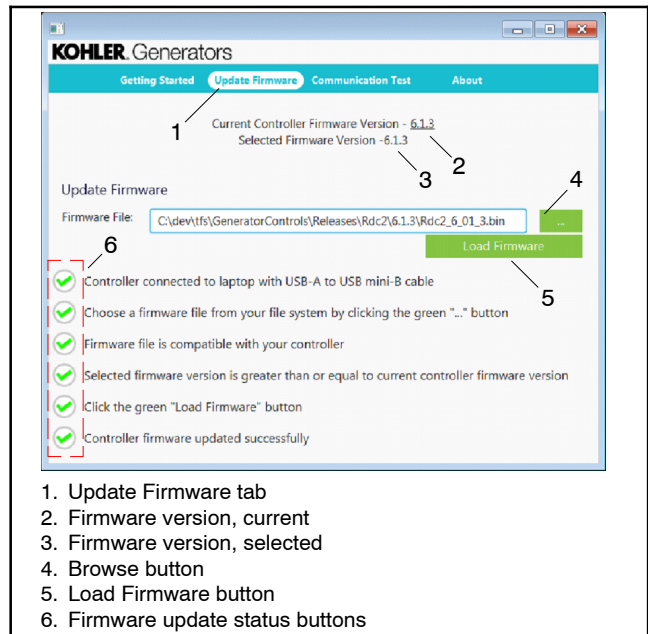 KOHLER. Generators
Getting Started Update Firmware Communication Test About
Current Controller Firmware Version - 6.1.3
Selected Firmware Version -6.1.3
1
2
3
Update Firmware
4
Firmware File: C:\dev\tfs\GeneratorControls\Releases\Rdc2\6.1.3\Rdc2_6_01_3.bin ...
Load Firmware
6
5
Controller connected to laptop with USB-A to USB mini-B cable
Choose a firmware file from your file system by clicking the green "..." button
Firmware file is compatible with your controller
Selected firmware version is greater than or equal to current controller firmware version
Click the green "Load Firmware" button
Controller firmware updated successfully
1. Update Firmware tab
2. Firmware version, current
3. Firmware version, selected
4. Browse button
5. Load Firmware button
6. Firmware update status buttons